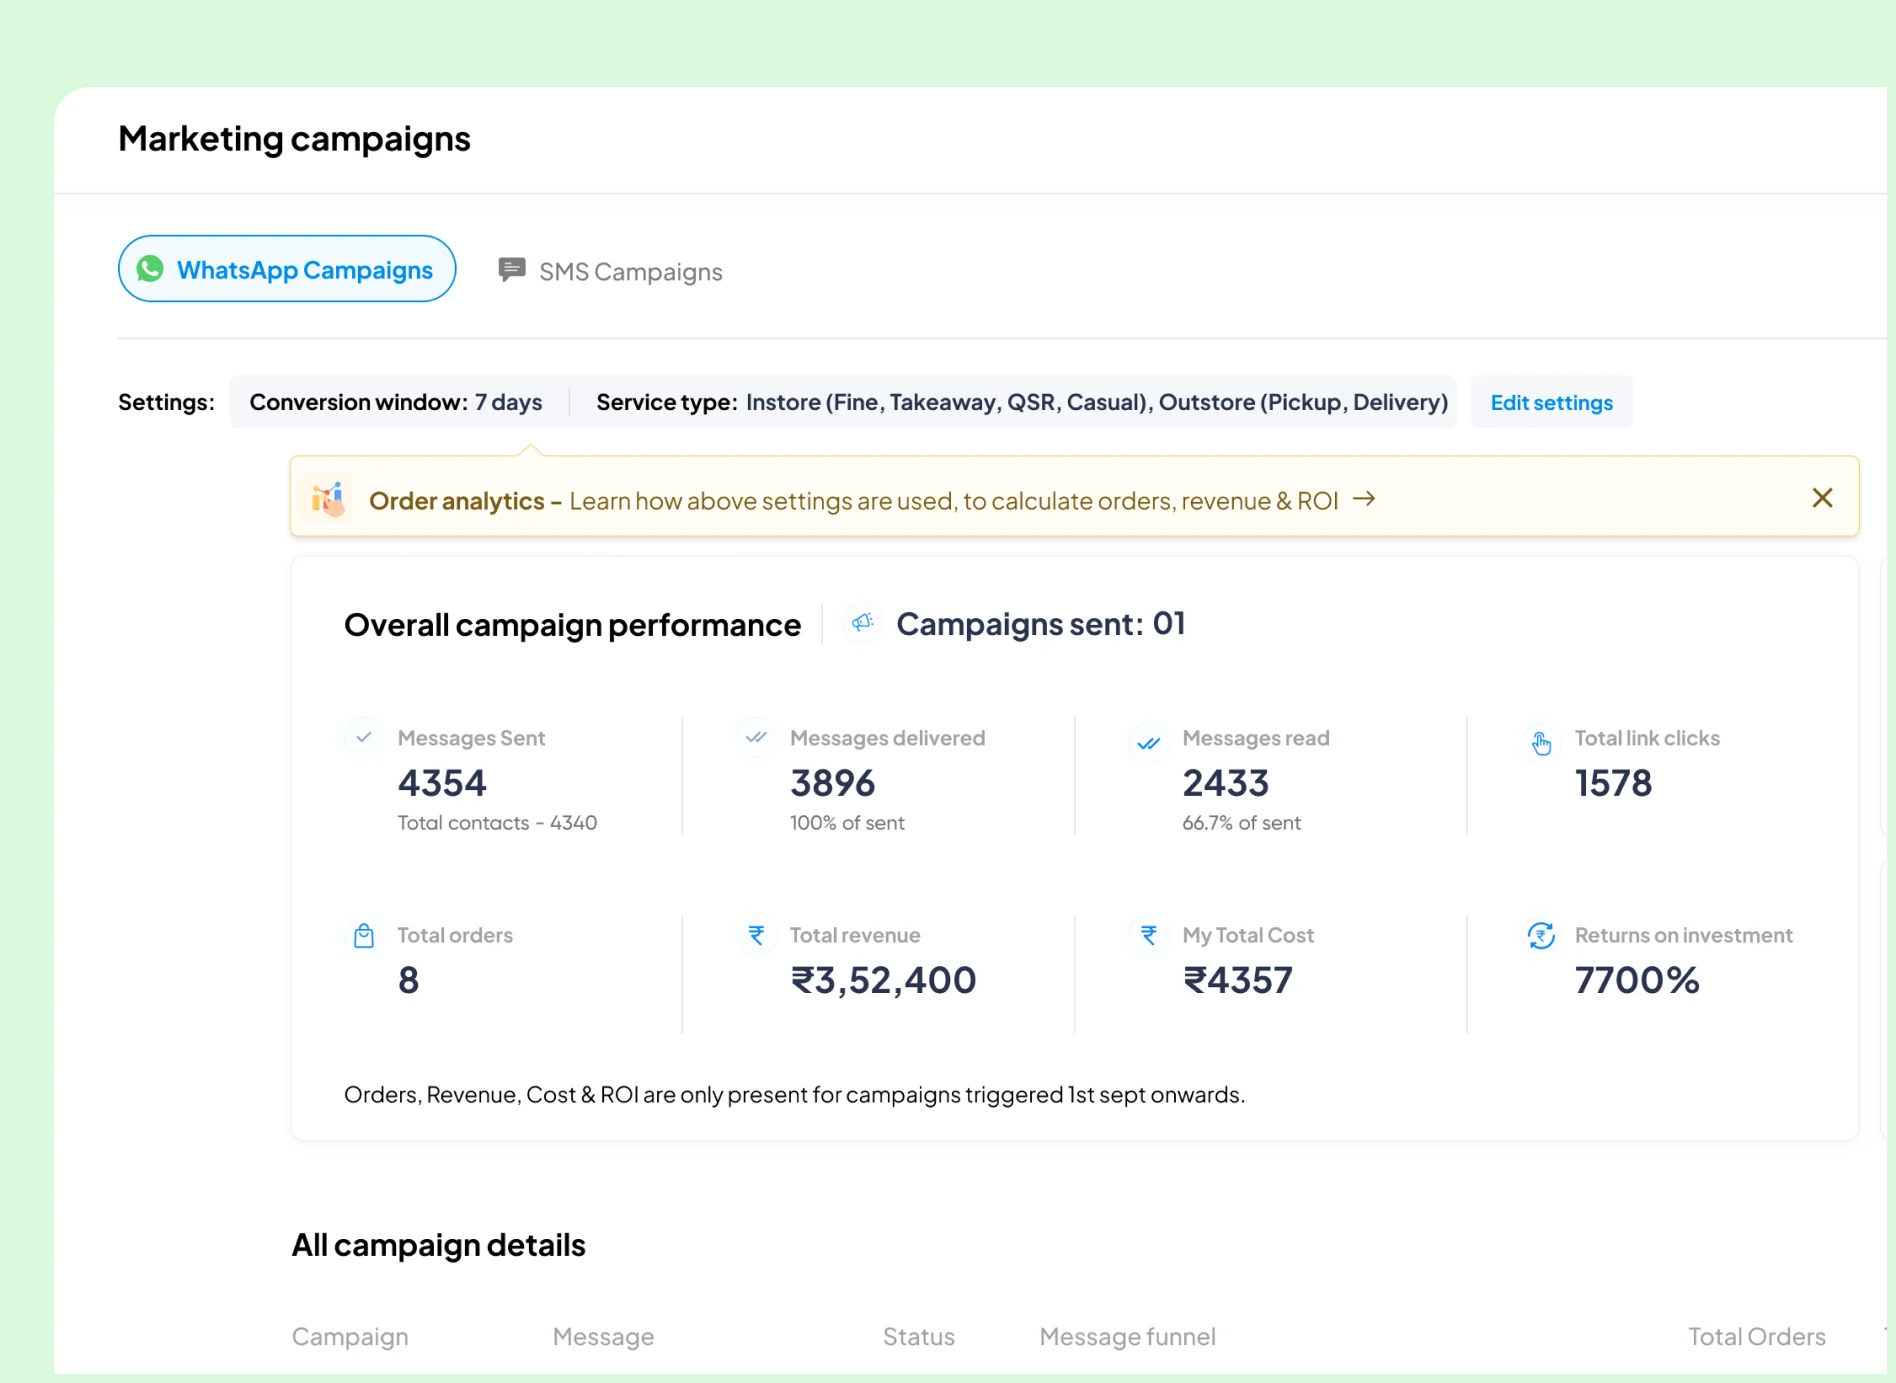 Marketing campaigns
WhatsApp Campaigns
SMS Campaigns
Settings: Conversion window: 7 days Service type: Instore (Fine, Takeaway, QSR, Casual), Outstore (Pickup, Delivery) Edit settings
Order analytics – Learn how above settings are used, to calculate orders, revenue & ROI →
Overall campaign performance
Campaigns sent: 01
Messages Sent
4354
Total contacts - 4340
Messages delivered
3896
100% of sent
Messages read
2433
66.7% of sent
Total link clicks
1578
Total orders
8
Total revenue
₹3,52,400
My Total Cost
₹4357
Returns on investment
7700%
Orders, Revenue, Cost & ROI are only present for campaigns triggered 1st sept onwards.
All campaign details
Campaign Message Status Message funnel Total Orders